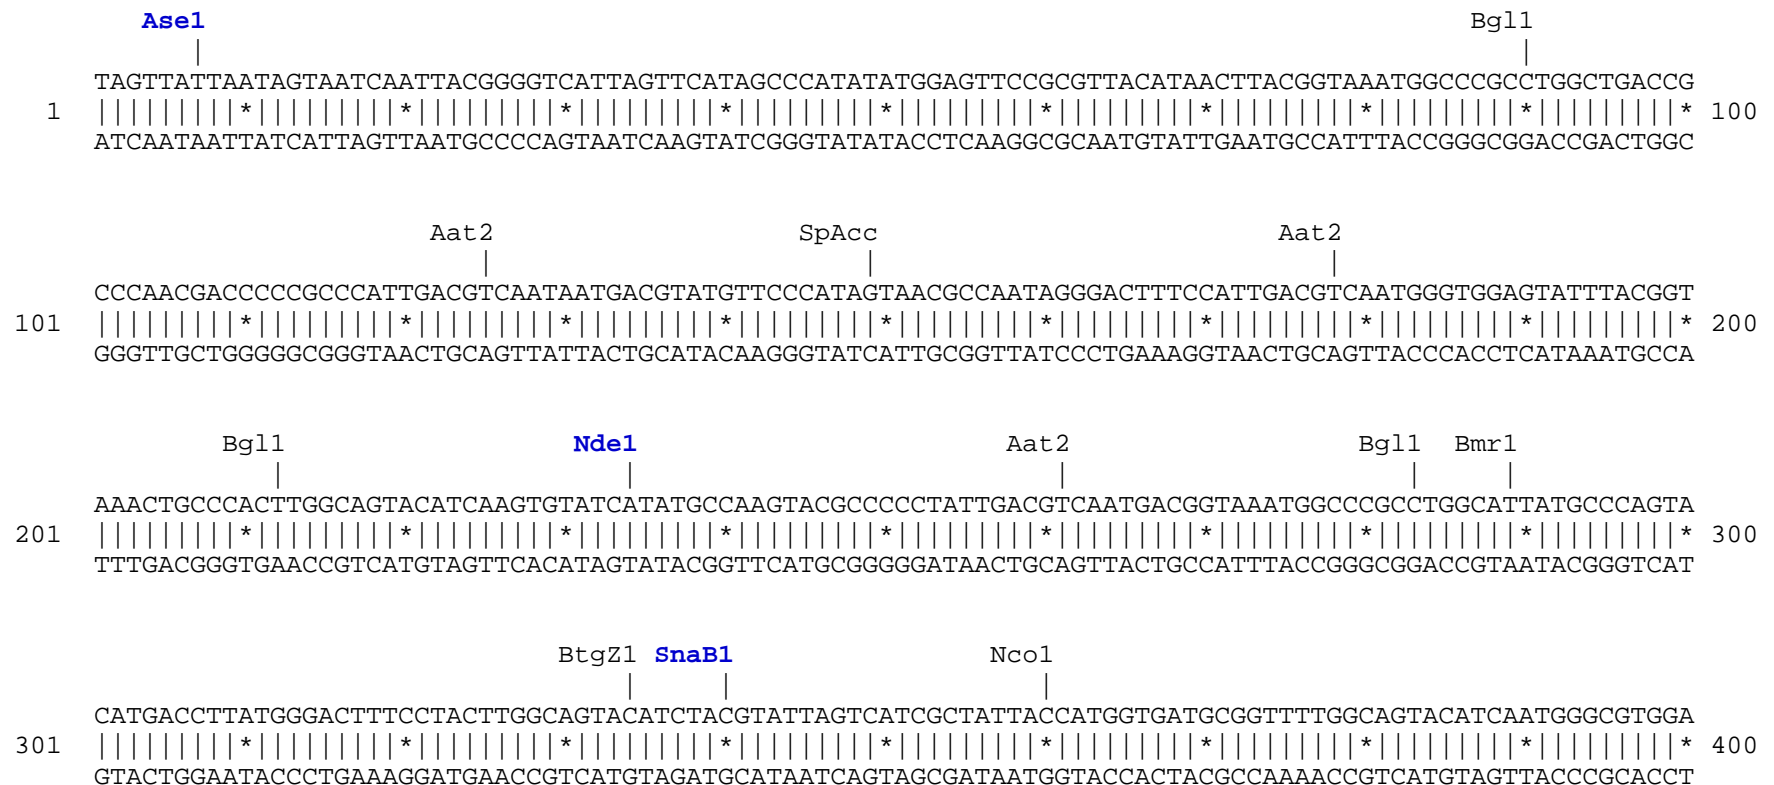 Ase1 Bgl1
| |
TAGTTATTAATAGTAATCAATTACGGGGTCATTAGTTCATAGCCCATATATGGAGTTCCGCGTTACATAACTTACGGTAAATGGCCCGCCTGGCTGACCG
1 |||||||||*|||||||||*|||||||||*|||||||||*|||||||||*|||||||||*|||||||||*|||||||||*|||||||||*|||||||||* 100
ATCAATAATTATCATTAGTTAATGCCCCAGTAATCAAGTATCGGGTATATACCTCAAGGCGCAATGTATTGAATGCCATTTACCGGGCGGACCGACTGGC
Aat2 SpAcc Aat2
| | |
CCCAACGACCCCCGCCCATTGACGTCAATAATGACGTATGTTCCCATAGTAACGCCAATAGGGACTTTCCATTGACGTCAATGGGTGGAGTATTTACGGT
101 |||||||||*|||||||||*|||||||||*|||||||||*|||||||||*|||||||||*|||||||||*|||||||||*|||||||||*|||||||||* 200
GGGTTGCTGGGGGCGGGTAACTGCAGTTATTACTGCATACAAGGGTATCATTGCGGTTATCCCTGAAAGGTAACTGCAGTTACCCACCTCATAAATGCCA
Bgl1 Nde1 Aat2 Bgl1 Bmr1
| | | | |
AAACTGCCCACTTGGCAGTACATCAAGTGTATCATATGCCAAGTACGCCCCCTATTGACGTCAATGACGGTAAATGGCCCGCCTGGCATTATGCCCAGTA
201 |||||||||*|||||||||*|||||||||*|||||||||*|||||||||*|||||||||*|||||||||*|||||||||*|||||||||*|||||||||* 300
TTTGACGGGTGAACCGTCATGTAGTTCACATAGTATACGGTTCATGCGGGGGATAACTGCAGTTACTGCCATTTACCGGGCGGACCGTAATACGGGTCAT
BtgZ1 SnaB1 Nco1
| | |
CATGACCTTATGGGACTTTCCTACTTGGCAGTACATCTACGTATTAGTCATCGCTATTACCATGGTGATGCGGTTTTGGCAGTACATCAATGGGCGTGGA
301 |||||||||*|||||||||*|||||||||*|||||||||*|||||||||*|||||||||*|||||||||*|||||||||*|||||||||*|||||||||* 400
GTACTGGAATACCCTGAAAGGATGAACCGTCATGTAGATGCATAATCAGTAGCGATAATGGTACCACTACGCCAAAACCGTCATGTAGTTACCCGCACCT